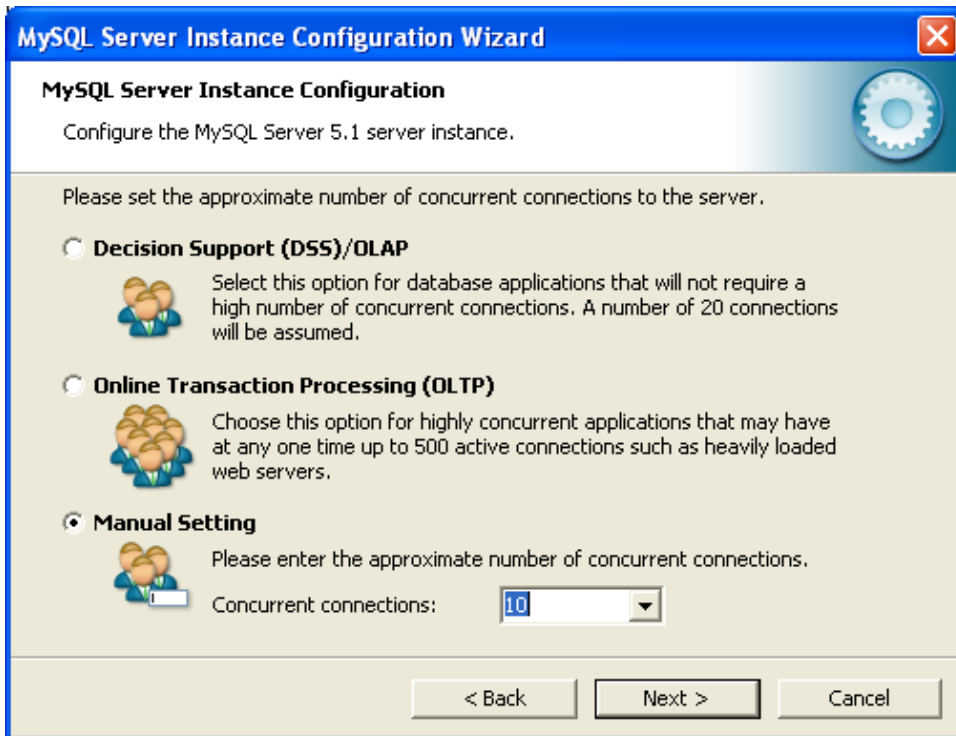 MySQL Server Instance Configuration Wizard
MySQL Server Instance Configuration
Configure the MySQL Server 5.1 server instance.
Please set the approximate number of concurrent connections to the server.
Decision Support (DSS)/OLAP
Select this option for database applications that will not require a
high number of concurrent connections. A number of 20 connections
will be assumed.
Online Transaction Processing (OLTP)
Choose this option for highly concurrent applications that may have
at any one time up to 500 active connections such as heavily loaded
web servers.
Manual Setting
Please enter the approximate number of concurrent connections.
Concurrent connections: 10
< Back Next > Cancel